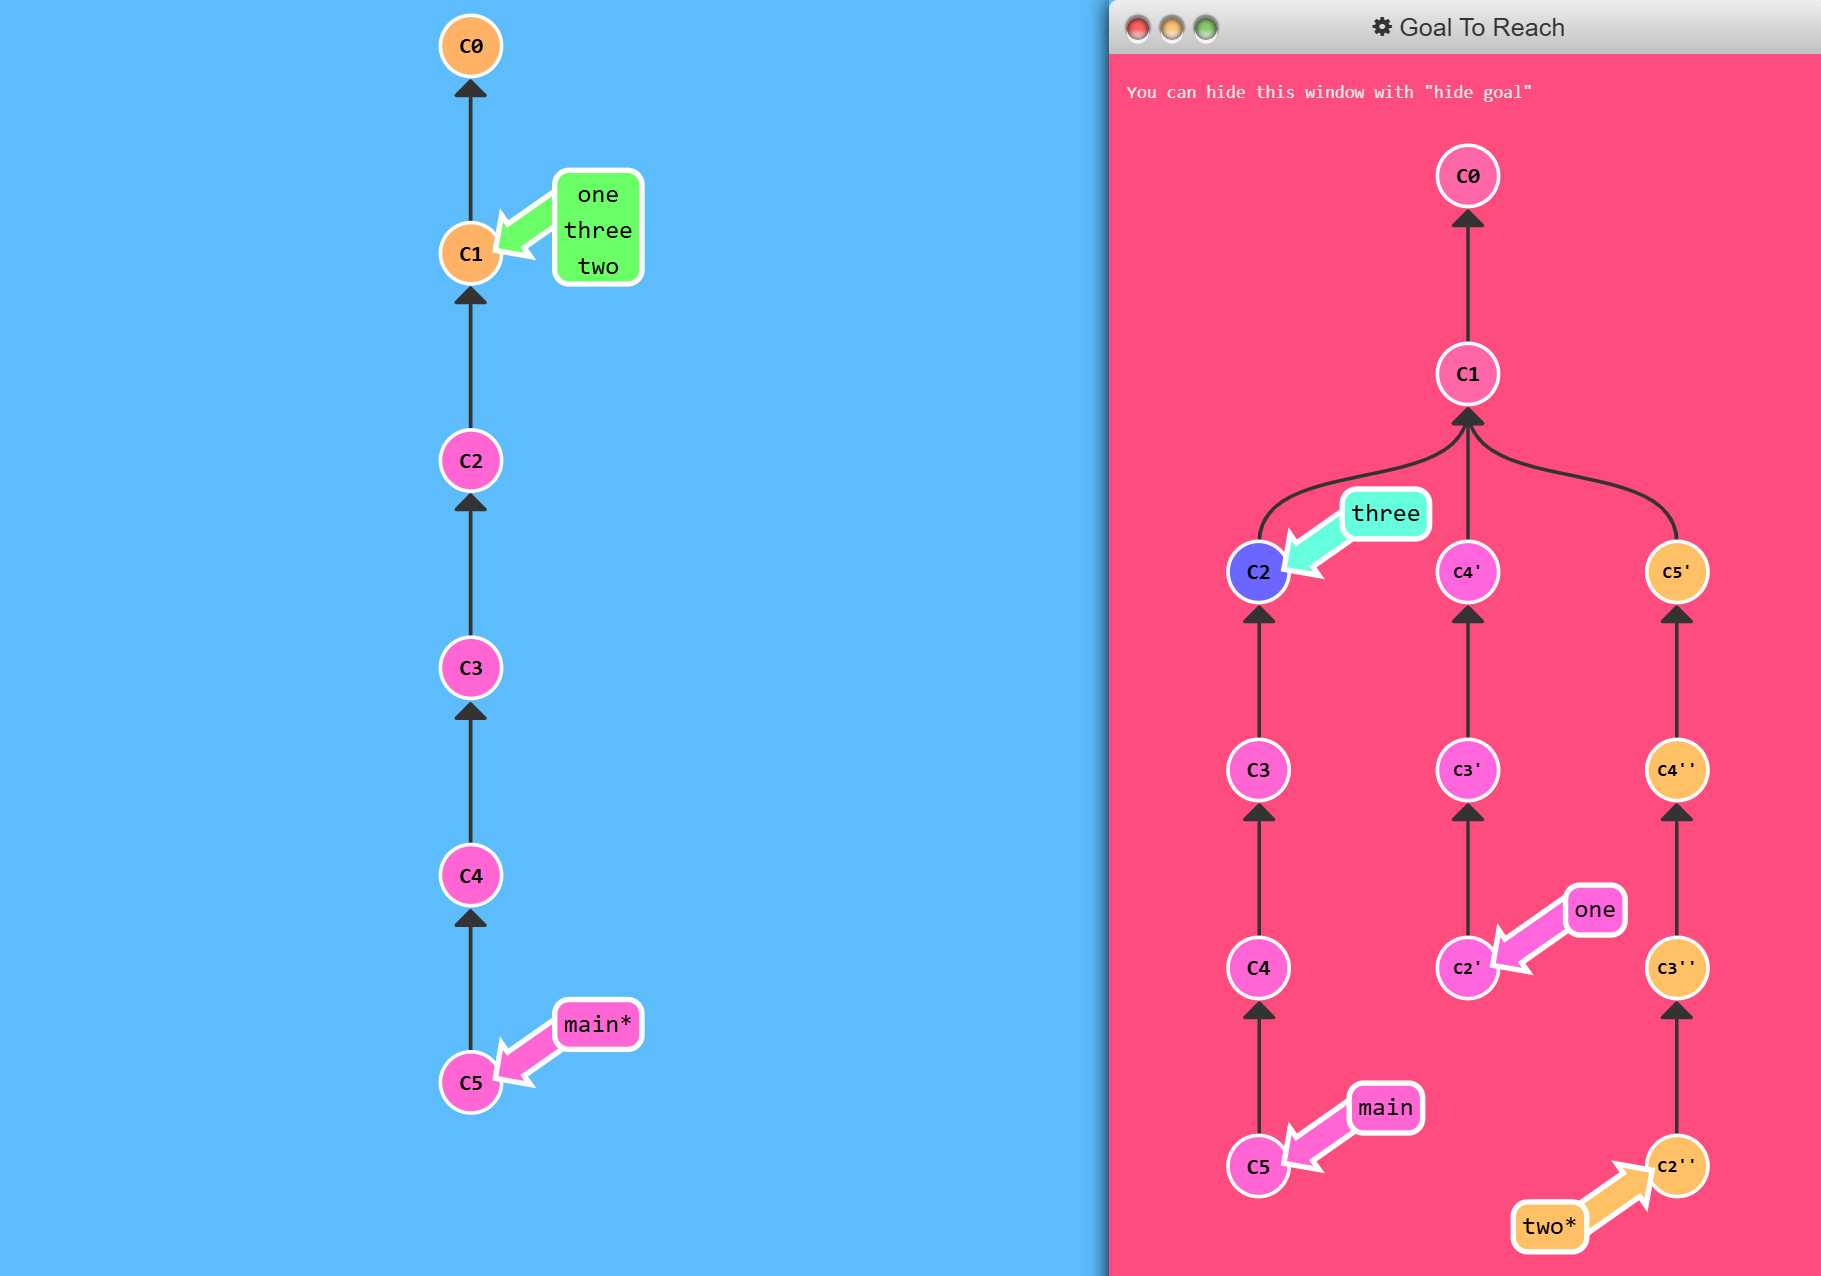 C0
one
three
two
C1
C2
C3
C4
main*
C5
Goal To Reach
You can hide this window with "hide goal"
C0
C1
three
C2
C4'
C5'
C3
C3'
C4''
one
C4
C2'
C3''
main
C5
C2''
two*